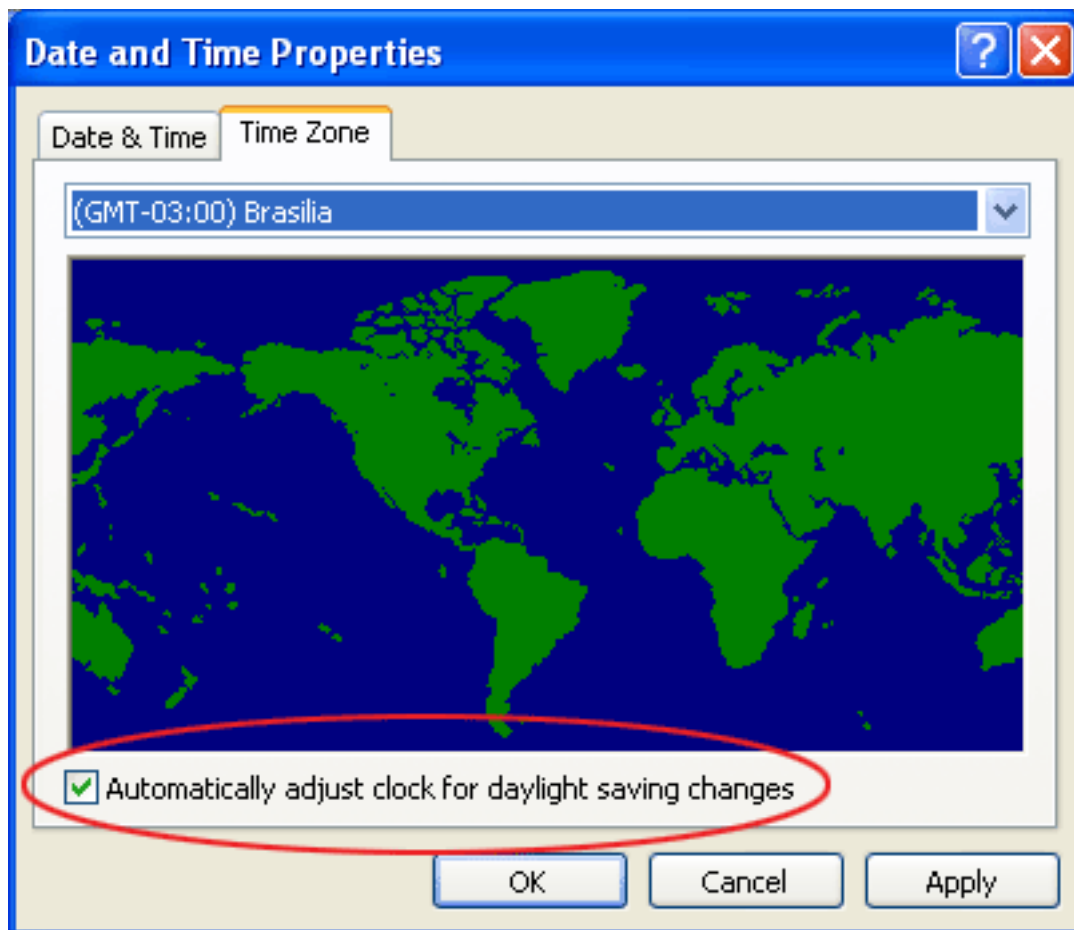 Date and Time Properties
Date & Time
Time Zone
(GMT-03:00) Brasilia
Automatically adjust clock for daylight saving changes
OK
Cancel
Apply